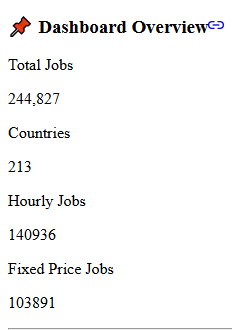 📌 Dashboard Overview
Total Jobs
244,827
Countries
213
Hourly Jobs
140936
Fixed Price Jobs
103891